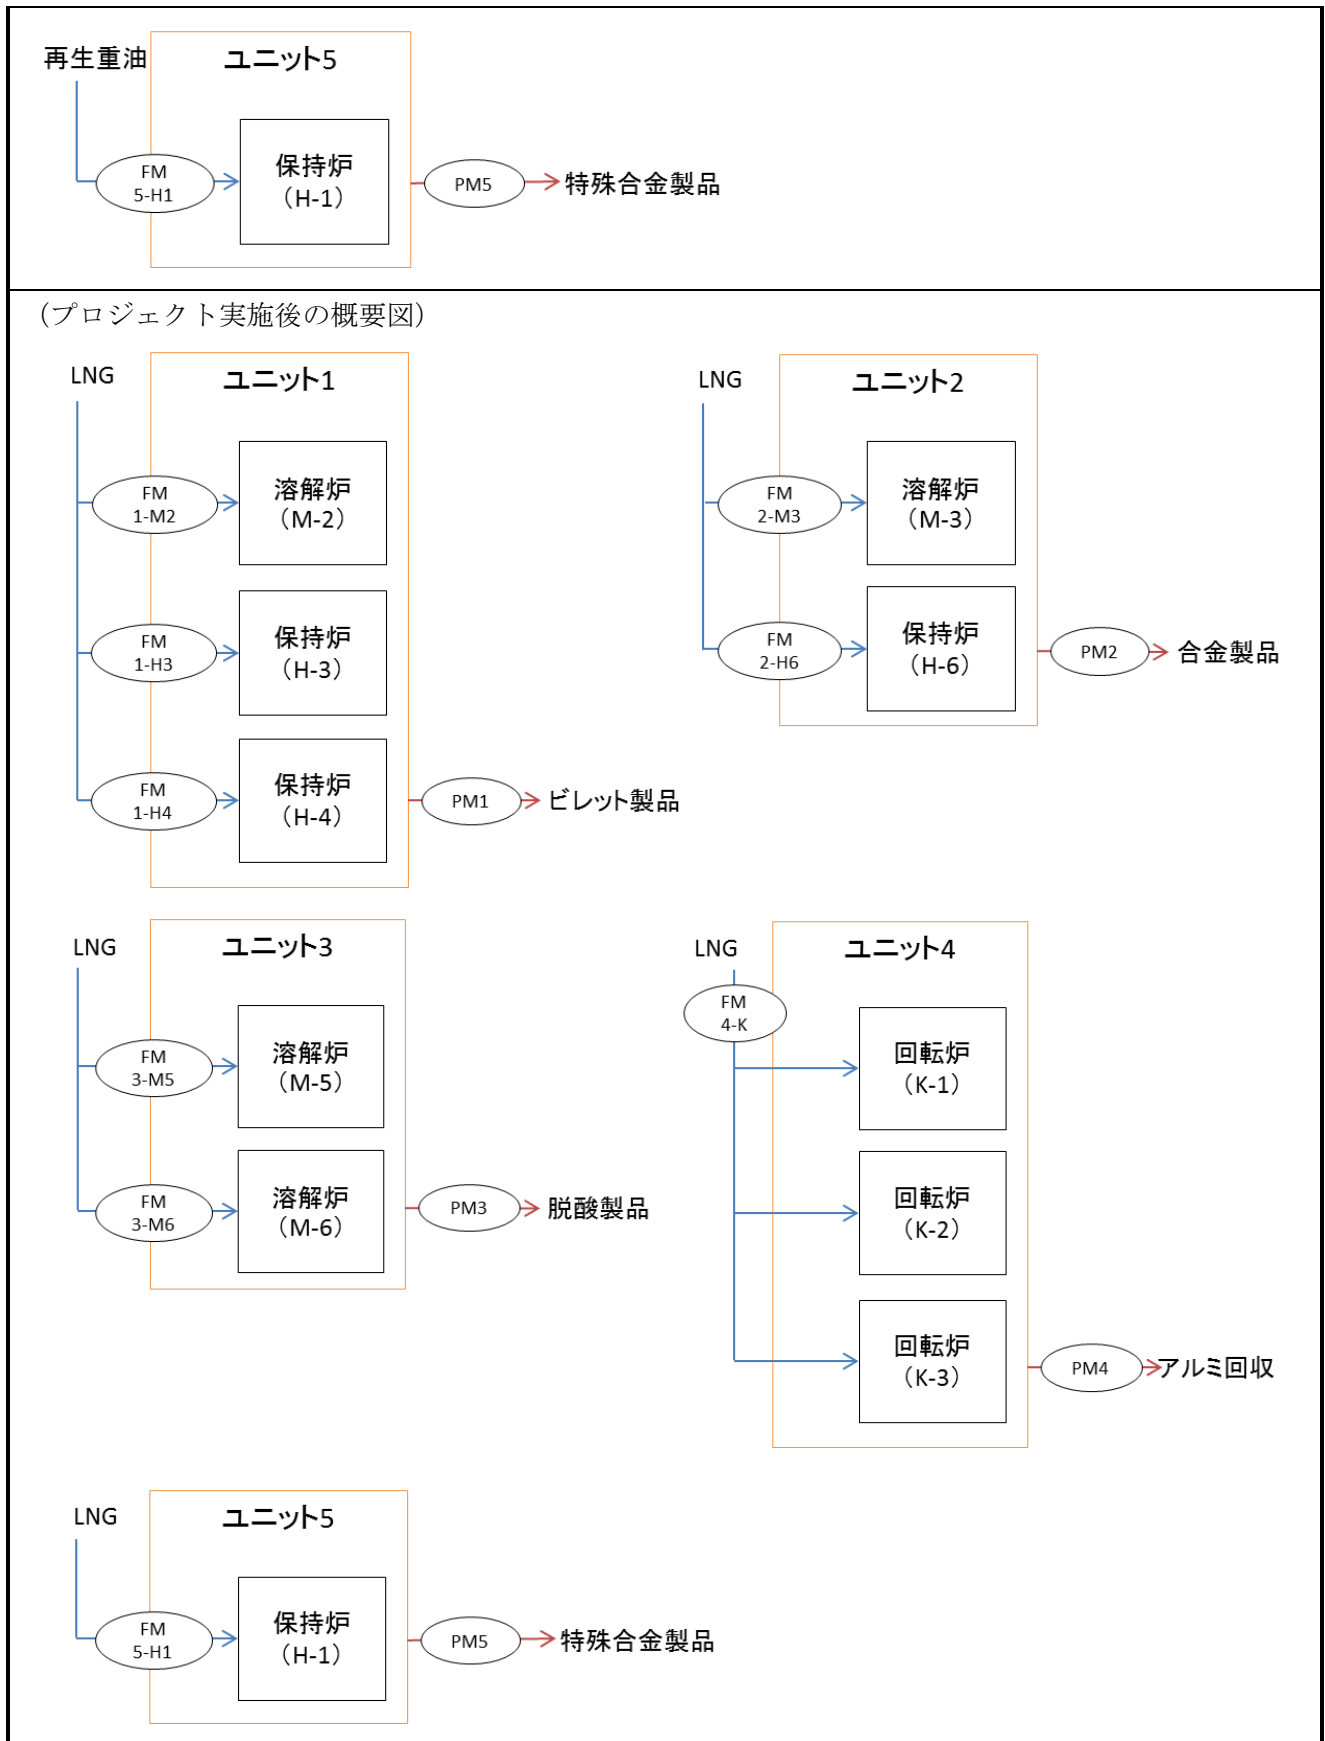 再生重油
ユニット5
FM
5-H1
保持炉
（H-1）
PM5
特殊合金製品
（プロジェクト実施後の概要図）
LNG
ユニット1
FM
1-M2
溶解炉
（M-2）
FM
1-H3
保持炉
（H-3）
FM
1-H4
保持炉
（H-4）
PM1
ビレット製品
LNG
ユニット2
FM
2-M3
溶解炉
（M-3）
FM
2-H6
保持炉
（H-6）
PM2
合金製品
LNG
ユニット3
FM
3-M5
溶解炉
（M-5）
FM
3-M6
溶解炉
（M-6）
PM3
脱酸製品
LNG
ユニット4
FM
4-K
回転炉
（K-1）
回転炉
（K-2）
回転炉
（K-3）
PM4
アルミ回収
LNG
ユニット5
FM
5-H1
保持炉
（H-1）
PM5
特殊合金製品